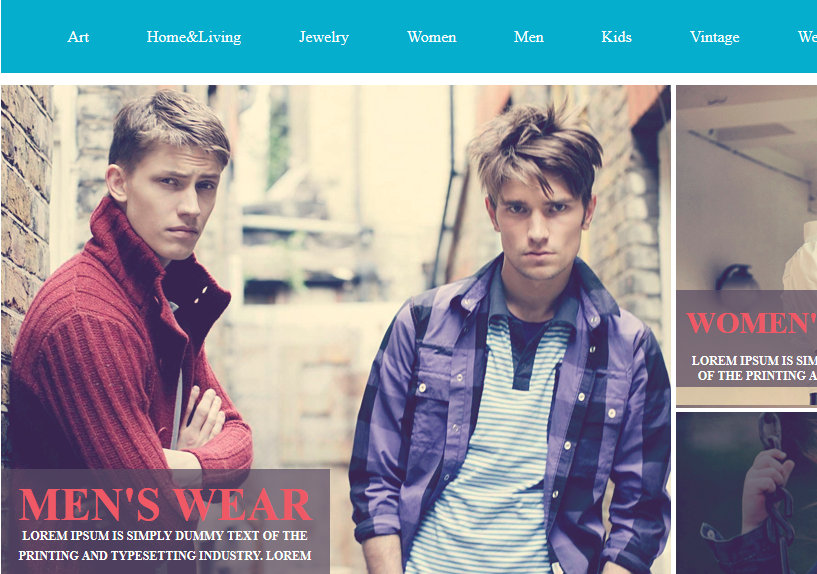 Art Home&Living Jewelry Women Men Kids Vintage We
MEN'S WEAR
LOREM IPSUM IS SIMPLY DUMMY TEXT OF THE
PRINTING AND TYPESETTING INDUSTRY. LOREM
WOMEN'
LOREM IPSUM IS SIM
OF THE PRINTING A